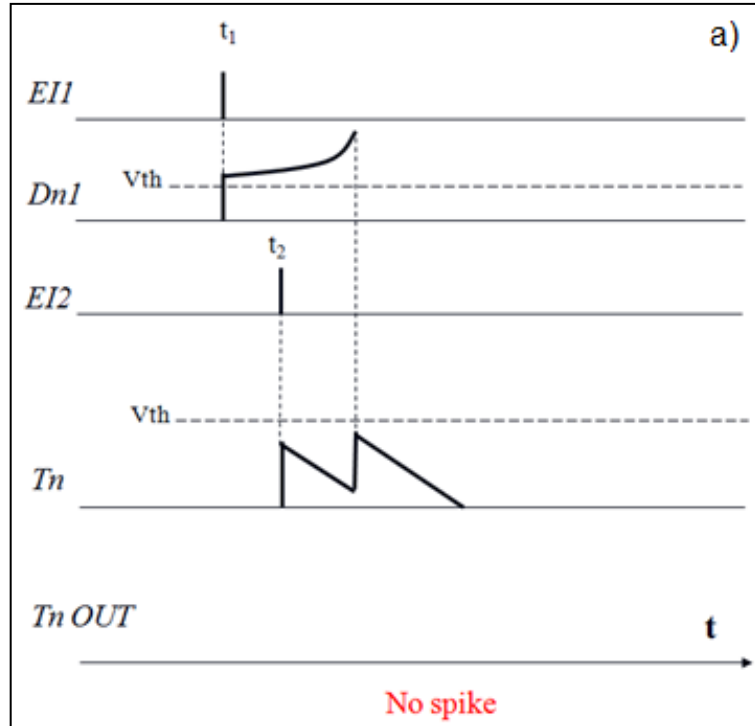 a)
t1
EI1
Vth
Dn1
t2
EI2
Vth
Tn
Tn OUT
t
No spike